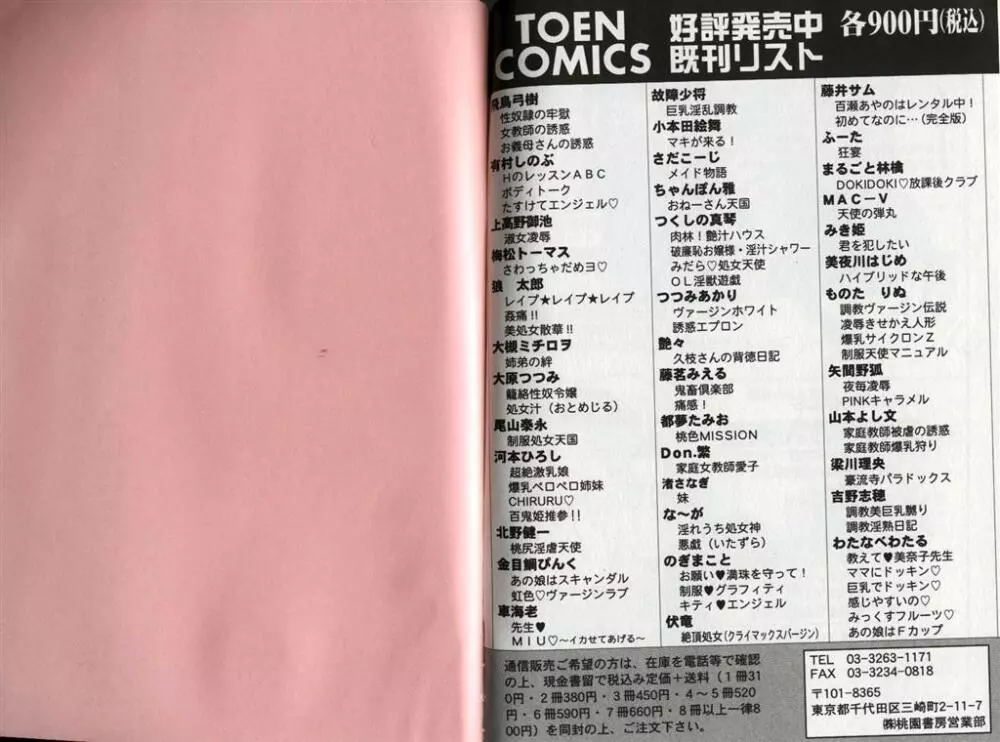 TOEN
COMICS
好評発売中
既刊リスト
各900円(税込)
飛鳥弓樹
性奴隷の牢獄
女教師の誘惑
お義母さんの誘惑
有村しのぶ
HのレッスンABC
ボディトーク
たすけてエンジェル♡
上高野御池
淑女凌辱
梅松トーマス
さわっちゃだめヨ♡
狼 太郎
レイプ★レイプ★レイプ
姦痛!!
美処女散華!!
大槻ミチロヲ
姉弟の絆
大原つつみ
籠絡性奴令嬢
処女汁(おとめじる)
尾山泰永
制服処女天国
河本ひろし
超絶激乳娘
爆乳ペロペロ姉妹
CHIRURU♡
百鬼姫推参!!
北野健一
桃尻淫虐天使
金目鯛ぴんく
あの娘はスキャンダル
虹色♡ヴァージンラブ
車海老
先生♥
MIU♡〜イカせてあげる〜
故障少将
巨乳淫乱調教
小本田絵舞
マキが来る!
さだこーじ
メイド物語
ちゃんぽん雅
おねーさん天国
つくしの真琴
肉林!艶汁ハウス
破廉恥お嬢様・淫汁シャワー
みだら♡処女天使
OL淫獣遊戯
つつみあかり
ヴァージンホワイト
誘惑エプロン
艶々
久枝さんの背徳日記
藤茗みえる
鬼畜倶楽部
痛感!
都夢たみお
桃色MISSION
Don.繁
家庭女教師愛子
渚さなぎ
妹
な〜が
淫れうち処女神
悪戯(いたずら)
のぎまこと
お願い♥満珠を守って!
制服♥グラフィティ
キティ♥エンジェル
伏竜
絶頂処女(クライマックスバージン)
藤井サム
百瀬あやのはレンタル中!
初めてなのに…(完全版)
ふーた
狂宴
まるごと林檎
DOKIDOKI♡放課後クラブ
MAC−V
天使の弾丸
みき姫
君を犯したい
美夜川はじめ
ハイブリッドな午後
ものたりぬ
調教ヴァージン伝説
凌辱きせかえ人形
爆乳サイクロンZ
制服天使マニュアル
矢間野狐
夜毎凌辱
PINKキャラメル
山本よし文
家庭教師被虐の誘惑
家庭教師爆乳狩り
梁川理央
豪流寺パラドックス
吉野志穂
調教美巨乳嬲り
調教淫熟日記
わたなべわたる
教えて♥美奈子先生
ママにドッキン♡
巨乳でドッキン♡
感じやすいの♡
みっくすフルーツ♡
あの娘はFカップ
通信販売ご希望の方は、在庫を電話等で確認
の上、現金書留で税込み定価+送料(1冊31
0円・2冊380円・3冊450円・4〜5冊520
円・6冊590円・7冊660円・8冊以上一律8
00円)を同封の上、ご注文下さい。
TEL 03-3263-1171
FAX 03-3234-0818
〒101-8365
東京都千代田区三崎町2-11-7
㈱桃園書房営業部